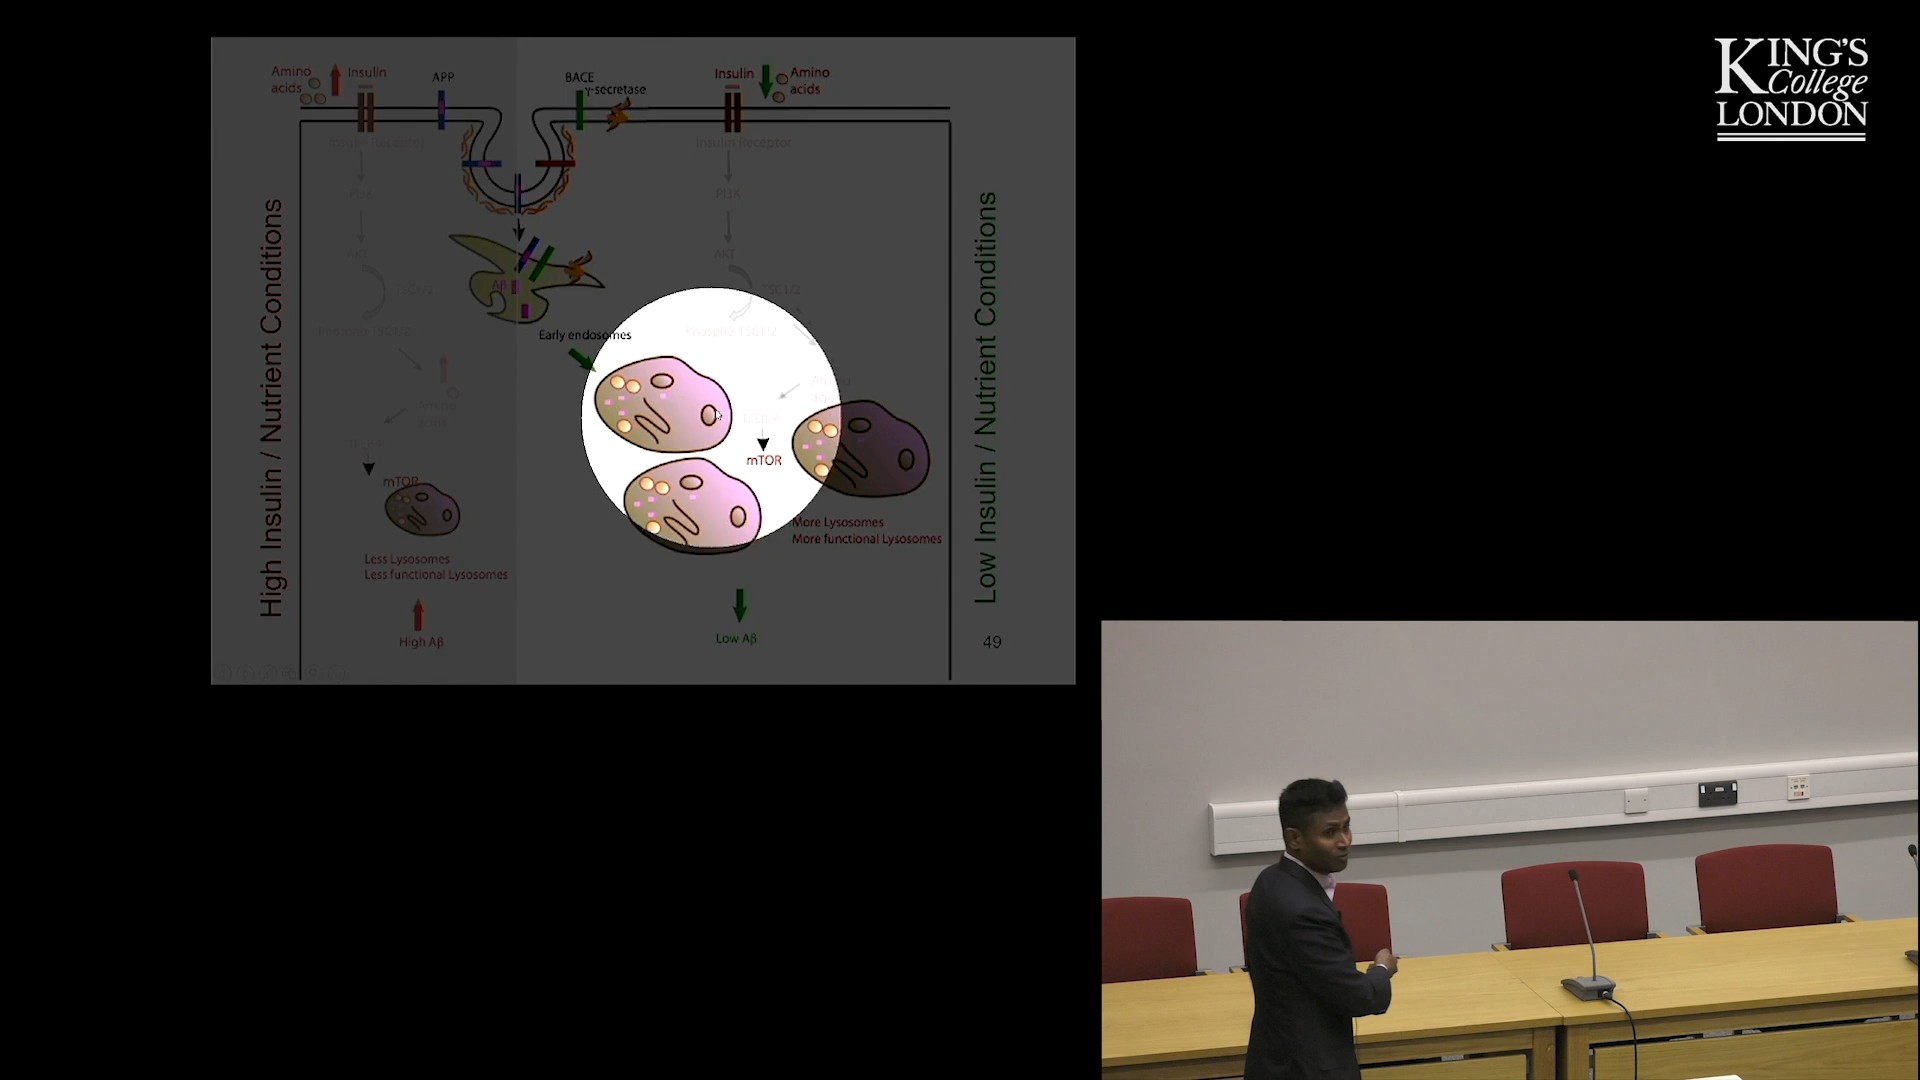 KING'S
College
LONDON
Amino
acids
Insulin
APP
BACE
γ-secretase
Insulin
Amino
acids
Insulin Receptor
Insulin Receptor
PI3K
PI3K
AKT
AKT
TSC1/2
Phospho TSC1/2
Aβ
Early endosomes
Amino
mTOR
mTOR
Less Lysosomes
Less functional Lysosomes
More Lysosomes
More functional Lysosomes
High Aβ
Low Aβ
49
High Insulin / Nutrient Conditions
Low Insulin / Nutrient Conditions